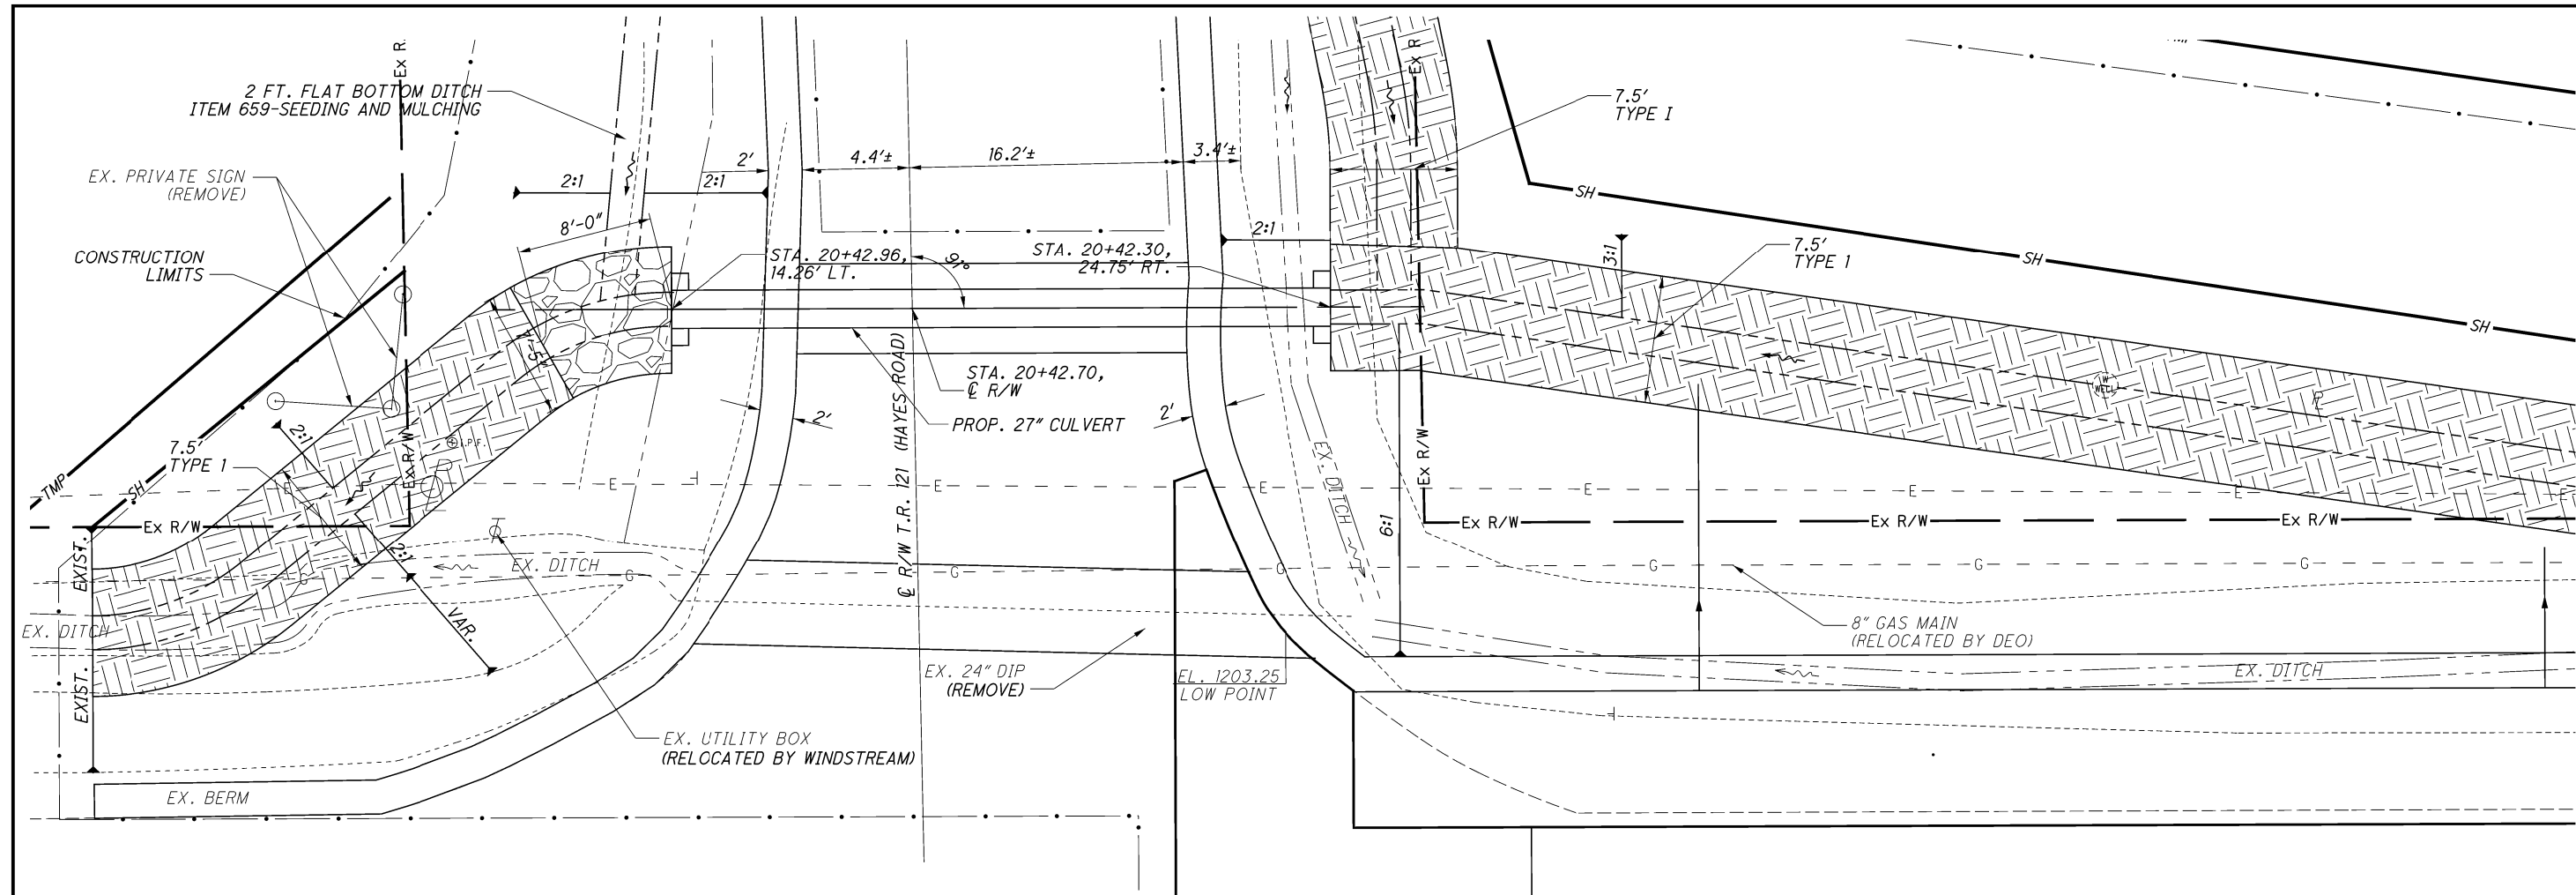 Ex R
2 FT. FLAT BOTTOM DITCH
ITEM 659-SEEDING AND MULCHING
Ex R
7.5'
TYPE I
2'
4.4'±
16.2'±
3.4'±
EX. PRIVATE SIGN
(REMOVE)
2:1
2:1
SH
8'-0"
2:1
CONSTRUCTION
LIMITS
STA. 20+42.96,
14.26' LT.
91°
STA. 20+42.30,
24.75' RT.
3:1
7.5'
TYPE 1
SH
SH
STA. 20+42.70,
℄ R/W
W
WELL
PROP. 27" CULVERT
2'
2'
2:1
7.5'
TYPE 1
I.P.F.
Ex R/W
Ex R/W
EX. DITCH
℄ R/W T.R. 121 (HAYES ROAD)
TMP
SH
E
E
E
E
E
E
E
E
Ex R/W
Ex R/W
Ex R/W
Ex R/W
6:1
EXIST.
2:1
EX. DITCH
G
G
G
G
G
G
G
VAR.
EX. DITCH
8" GAS MAIN
(RELOCATED BY DEO)
EXIST.
EX. 24" DIP
(REMOVE)
EL. 1203.25
LOW POINT
EX. DITCH
EX. UTILITY BOX
(RELOCATED BY WINDSTREAM)
EX. BERM